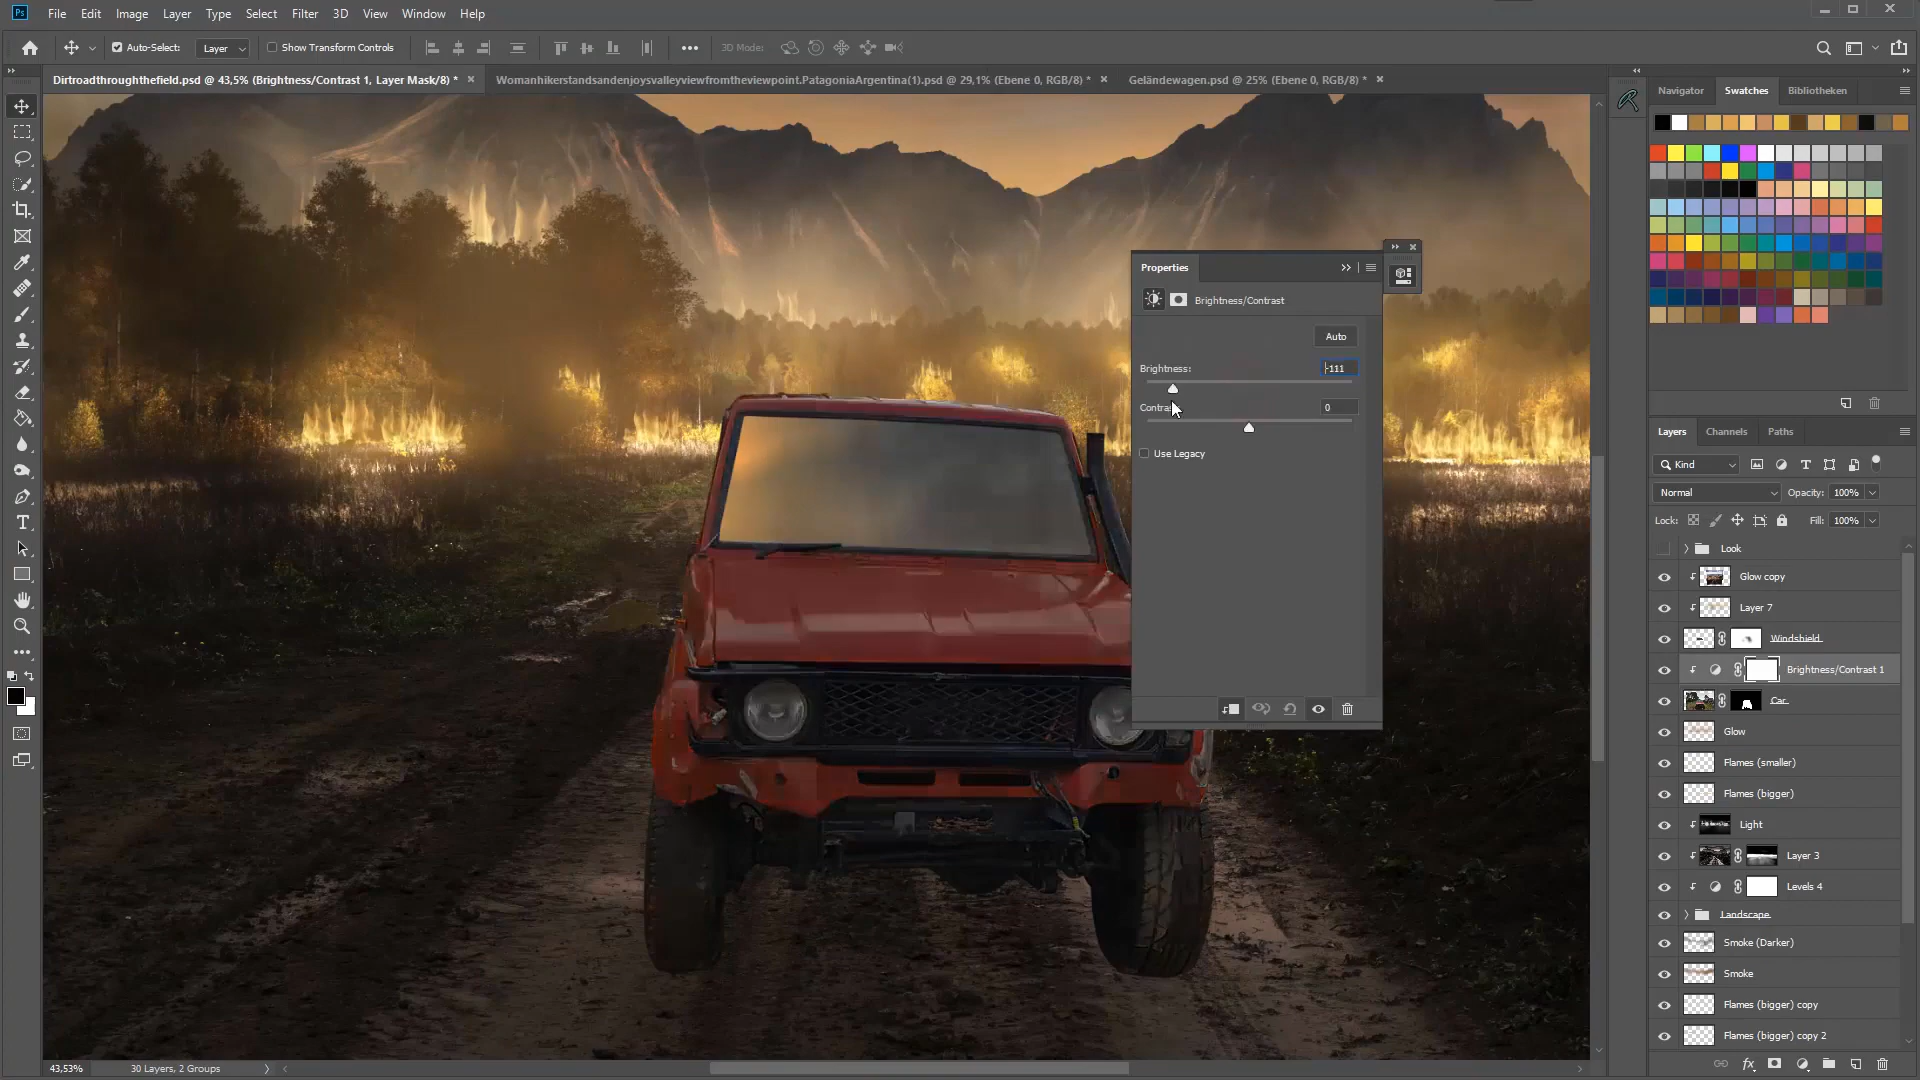 Ps File Edit Image Layer Type Select Filter 3D View Window Help
Auto-Select: Layer Show Transform Controls ••• 3D Mode:
Dirtroadthroughthefield.psd @ 43,5% (Brightness/Contrast 1, Layer Mask/8) * Womanhikerstandsandenjoysvalleyviewfromtheviewpoint.PatagoniaArgentina(1).psd @ 29,1% (Ebene 0, RGB/8) * Geländewagen.psd @ 25% (Ebene 0, RGB/8) *
Navigator Swatches Bibliotheken
Properties
Brightness/Contrast
Auto
Brightness: -111
Contrast: 0
Use Legacy
Layers Channels Paths
Kind
Normal Opacity: 100%
Lock: Fill: 100%
Look
Glow copy
Layer 7
Windshield
Brightness/Contrast 1
Car
Glow
Flames (smaller)
Flames (bigger)
Light
Layer 3
Levels 4
Landscape
Smoke (Darker)
Smoke
Flames (bigger) copy
Flames (bigger) copy 2
43,53% 30 Layers, 2 Groups
fx